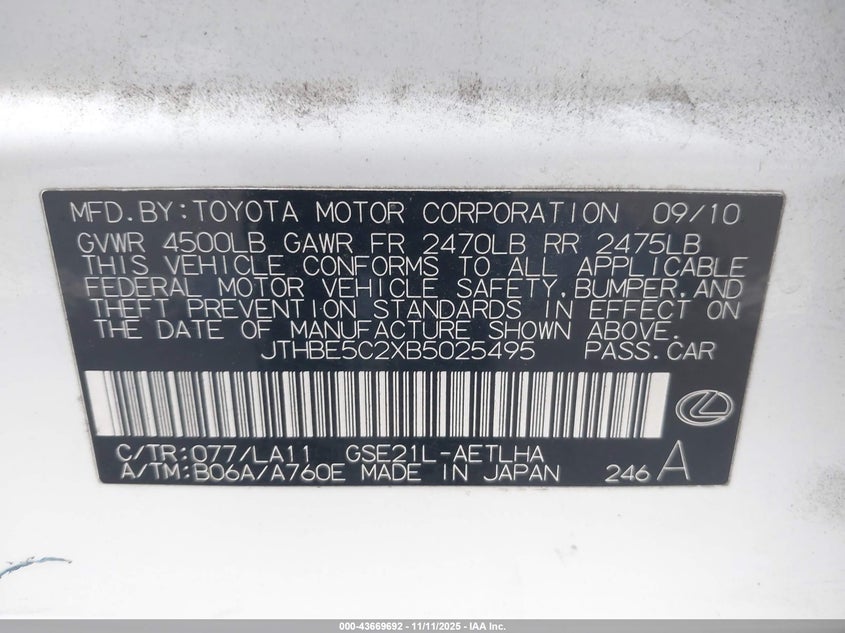 MFD.BY:TOYOTA MOTOR CORPORATION 09/10
GVWR 4500LB GAWR FR 2470LB RR 2475LB
THIS VEHICLE CONFORMS TO ALL APPLICABLE
FEDERAL MOTOR VEHICLE SAFETY,BUMPER,AND
THEFT PREVENTION STANDARDS IN EFFECT ON
THE DATE OF MANUFACTURE SHOWN ABOVE.
JTHBE5C2XB5025495 PASS.CAR
C/TR:077/LA11 GSE21L-AETLHA
A/TM:B06A/A760E MADE IN JAPAN 246 A
000-43669692 - 11/11/2025 - IAA Inc.